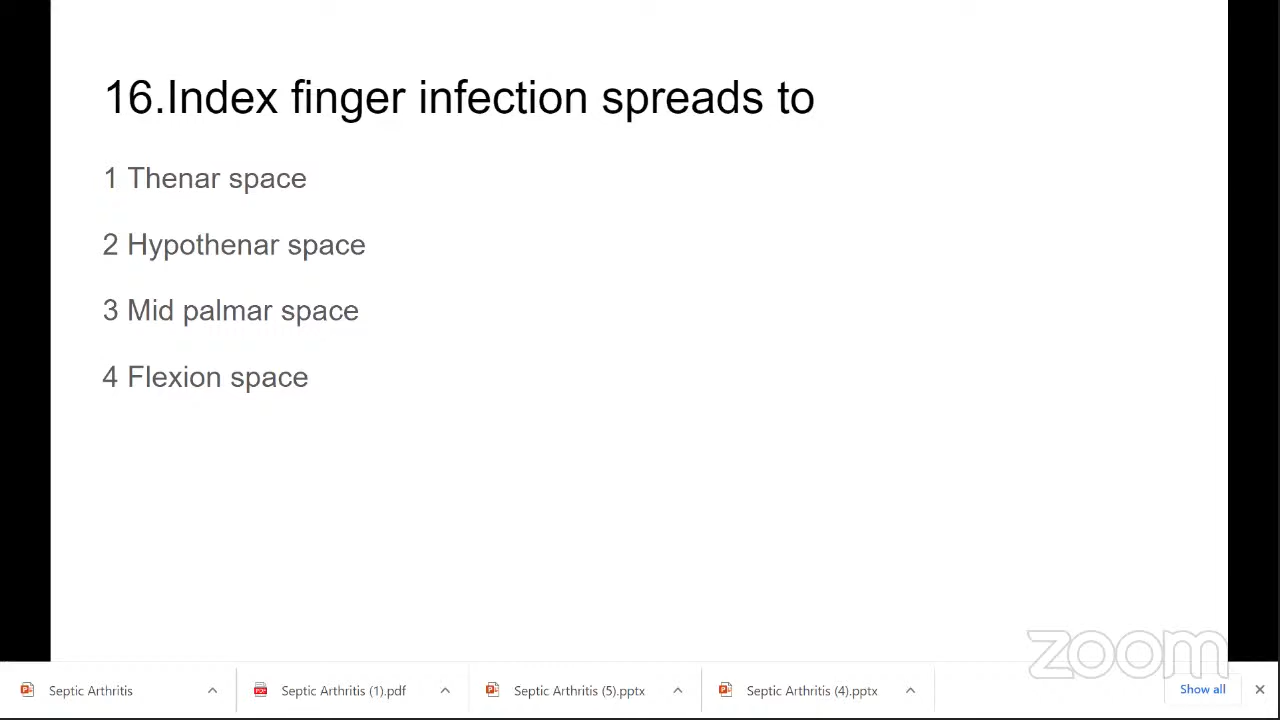 16.Index finger infection spreads to
1 Thenar space
2 Hypothenar space
3 Mid palmar space
4 Flexion space
zoom
Septic Arthritis
Septic Arthritis (1).pdf
Septic Arthritis (5).pptx
Septic Arthritis (4).pptx
Show all